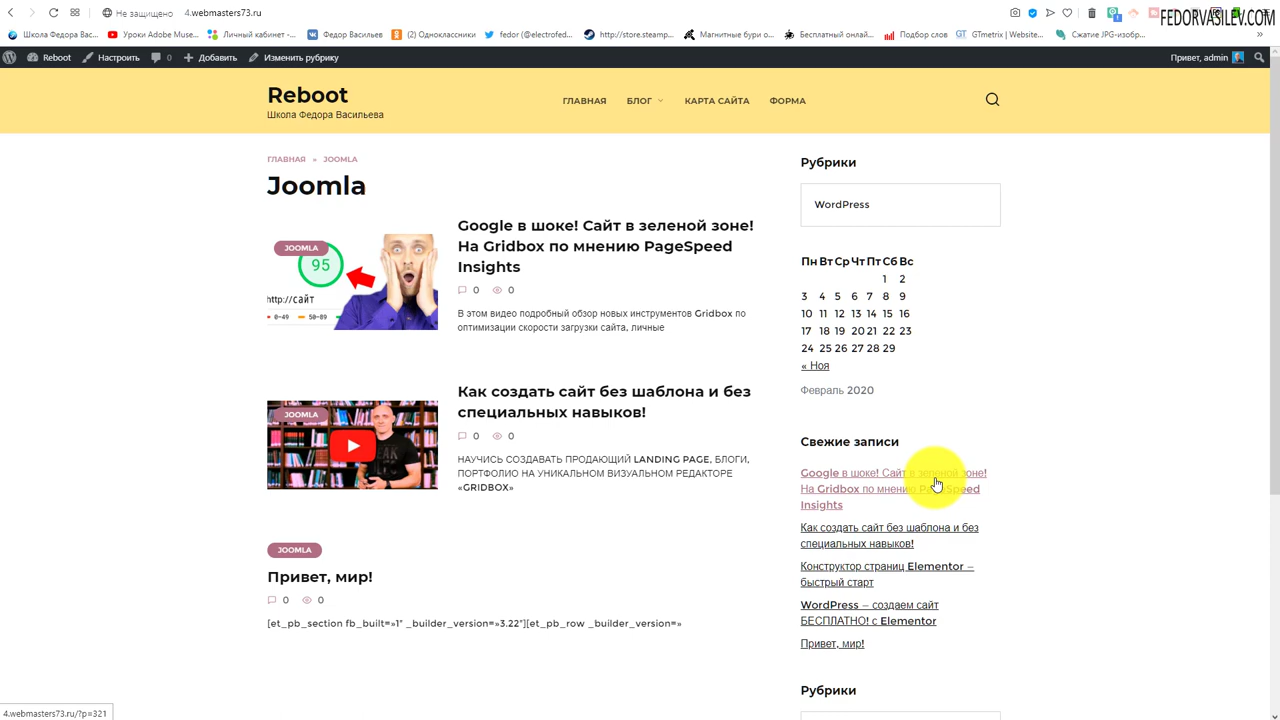 Не защищено
4.webmasters73.ru
FEDORVASILEV.COM
Школа Федора Вас...
Уроки Adobe Muse...
Личный кабинет -...
Федор Васильев
(2) Одноклассники
fedor (@electrofed...
http://store.steamp...
Магнитные бури о...
Бесплатный онлай...
Подбор слов
GTmetrix | Website...
Сжатие JPG-изобр...
Reboot
Настроить
0
Добавить
Изменить рубрику
Привет, admin
Reboot
Школа Федора Васильева
ГЛАВНАЯ
БЛОГ
КАРТА САЙТА
ФОРМА
ГЛАВНАЯ » JOOMLA
Joomla
JOOMLA
95
http://сайт
0-49
50-89
Google в шоке! Сайт в зеленой зоне!
На Gridbox по мнению PageSpeed
Insights
0
0
В этом видео подробный обзор новых инструментов Gridbox по
оптимизации скорости загрузки сайта, личные
JOOMLA
Как создать сайт без шаблона и без
специальных навыков!
0
0
НАУЧИСЬ СОЗДАВАТЬ ПРОДАЮЩИЙ LANDING PAGE, БЛОГИ,
ПОРТФОЛИО НА УНИКАЛЬНОМ ВИЗУАЛЬНОМ РЕДАКТОРЕ
«GRIDBOX»
JOOMLA
Привет, мир!
0
0
[et_pb_section fb_built=»1″ _builder_version=»3.22″][et_pb_row _builder_version=»
Рубрики
WordPress
Пн Вт Ср Чт Пт Сб Вс
1 2
3 4 5 6 7 8 9
10 11 12 13 14 15 16
17 18 19 20 21 22 23
24 25 26 27 28 29
« Ноя
Февраль 2020
Свежие записи
Google в шоке! Сайт в зеленой зоне!
На Gridbox по мнению PageSpeed
Insights
Как создать сайт без шаблона и без
специальных навыков!
Конструктор страниц Elementor –
быстрый старт
WordPress – создаем сайт
БЕСПЛАТНО! с Elementor
Привет, мир!
Рубрики
4.webmasters73.ru/?p=321